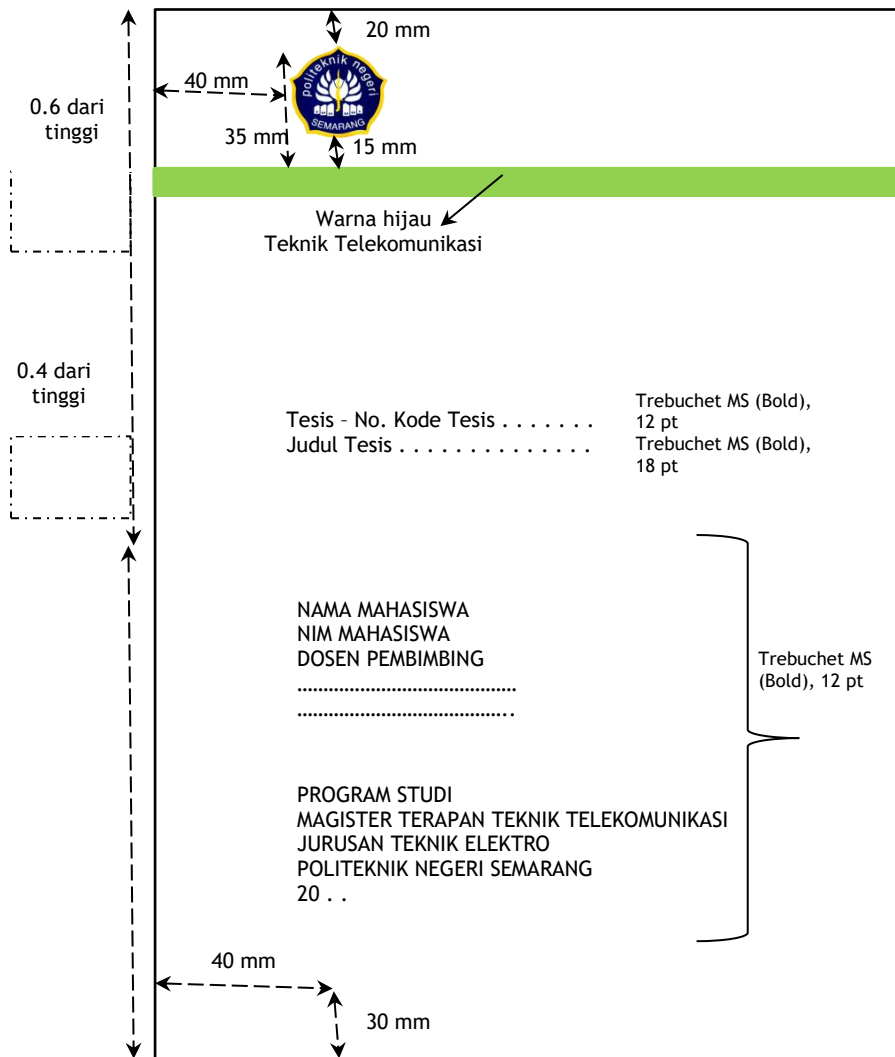 20 mm
politeknik negeri
SEMARANG
40 mm
0.6 dari
tinggi
35 mm
15 mm
Warna hijau
Teknik Telekomunikasi
0.4 dari
tinggi
Tesis – No. Kode Tesis . . . . . . .
Trebuchet MS (Bold),
12 pt
Judul Tesis . . . . . . . . . . . . . .
Trebuchet MS (Bold),
18 pt
NAMA MAHASISWA
NIM MAHASISWA
DOSEN PEMBIMBING
..........................................
.........................................
Trebuchet MS
(Bold), 12 pt
PROGRAM STUDI
MAGISTER TERAPAN TEKNIK TELEKOMUNIKASI
JURUSAN TEKNIK ELEKTRO
POLITEKNIK NEGERI SEMARANG
20 . .
40 mm
30 mm